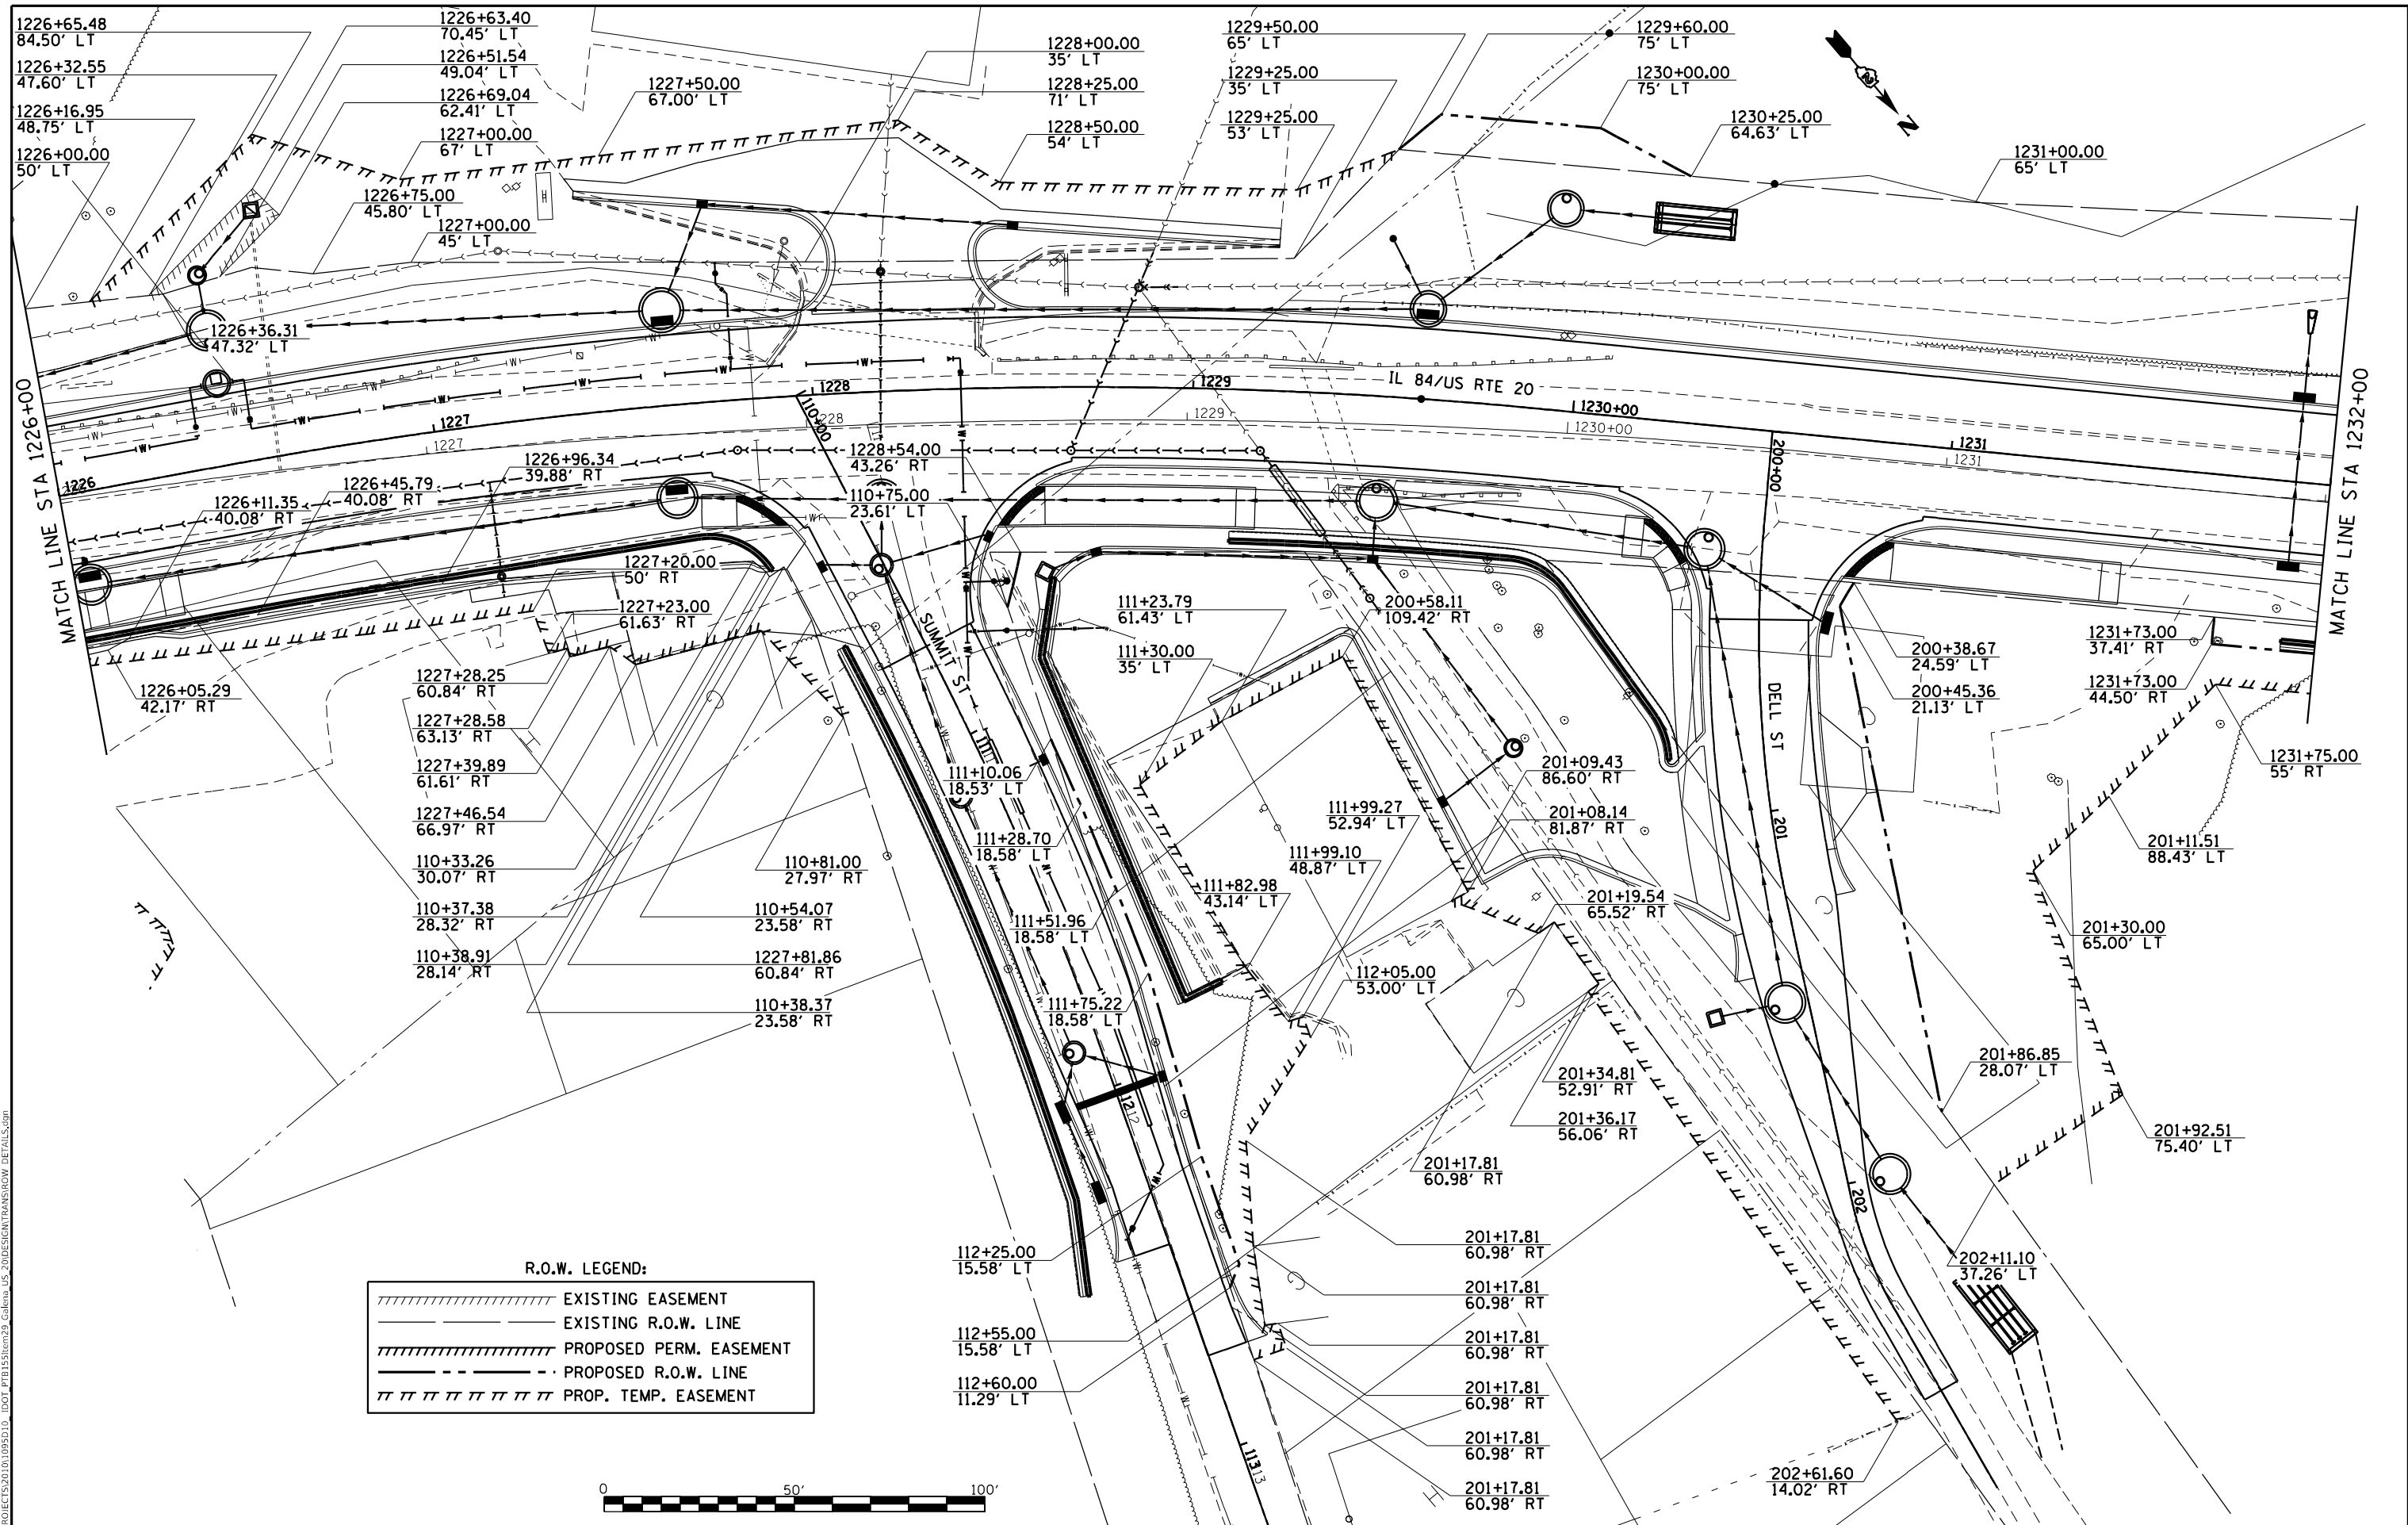 1226+65.48
84.50' LT
1226+32.55
47.60' LT
1226+16.95
48.75' LT
1226+00.00
50' LT
1226+63.40
70.45' LT
1226+51.54
49.04' LT
1226+69.04
62.41' LT
1227+00.00
67' LT
1226+75.00
45.80' LT
1227+00.00
45' LT
1227+50.00
67.00' LT
1228+00.00
35' LT
1228+25.00
71' LT
1228+50.00
54' LT
1229+50.00
65' LT
1229+25.00
35' LT
1229+25.00
53' LT
1229+60.00
75' LT
1230+00.00
75' LT
1230+25.00
64.63' LT
1231+00.00
65' LT
N
1226+36.31
47.32' LT
MATCH LINE STA 1226+00
MATCH LINE STA 1232+00
IL 84/US RTE 20
1226
1227
1227
1228
228
1229
1229
1230+00
1230+00
1231
1231
110+00
200+00
1228+54.00
43.26' RT
110+75.00
23.61' LT
1226+96.34
39.88' RT
1226+45.79
40.08' RT
1226+11.35
40.08' RT
1227+20.00
50' RT
1227+23.00
61.63' RT
1226+05.29
42.17' RT
1227+28.25
60.84' RT
1227+28.58
63.13' RT
1227+39.89
61.61' RT
1227+46.54
66.97' RT
110+33.26
30.07' RT
110+37.38
28.32' RT
110+38.91
28.14' RT
110+81.00
27.97' RT
110+54.07
23.58' RT
1227+81.86
60.84' RT
110+38.37
23.58' RT
SUMMIT ST
111
111+23.79
61.43' LT
111+30.00
35' LT
200+58.11
109.42' RT
111+10.06
18.53' LT
111+28.70
18.58' LT
111+51.96
18.58' LT
111+75.22
18.58' LT
111+82.98
43.14' LT
111+99.10
48.87' LT
111+99.27
52.94' LT
112+05.00
53.00' LT
201+09.43
86.60' RT
201+08.14
81.87' RT
201+19.54
65.52' RT
DELL ST
201
202
200+38.67
24.59' LT
200+45.36
21.13' LT
1231+73.00
37.41' RT
1231+73.00
44.50' RT
1231+75.00
55' RT
201+11.51
88.43' LT
201+30.00
65.00' LT
201+86.85
28.07' LT
201+92.51
75.40' LT
201+34.81
52.91' RT
201+36.17
56.06' RT
201+17.81
60.98' RT
201+17.81
60.98' RT
201+17.81
60.98' RT
201+17.81
60.98' RT
201+17.81
60.98' RT
201+17.81
60.98' RT
201+17.81
60.98' RT
202+11.10
37.26' LT
202+61.60
14.02' RT
112+25.00
15.58' LT
112+55.00
15.58' LT
112+60.00
11.29' LT
R.O.W. LEGEND:
EXISTING EASEMENT
EXISTING R.O.W. LINE
PROPOSED PERM. EASEMENT
PROPOSED R.O.W. LINE
PROP. TEMP. EASEMENT
0 50' 100'